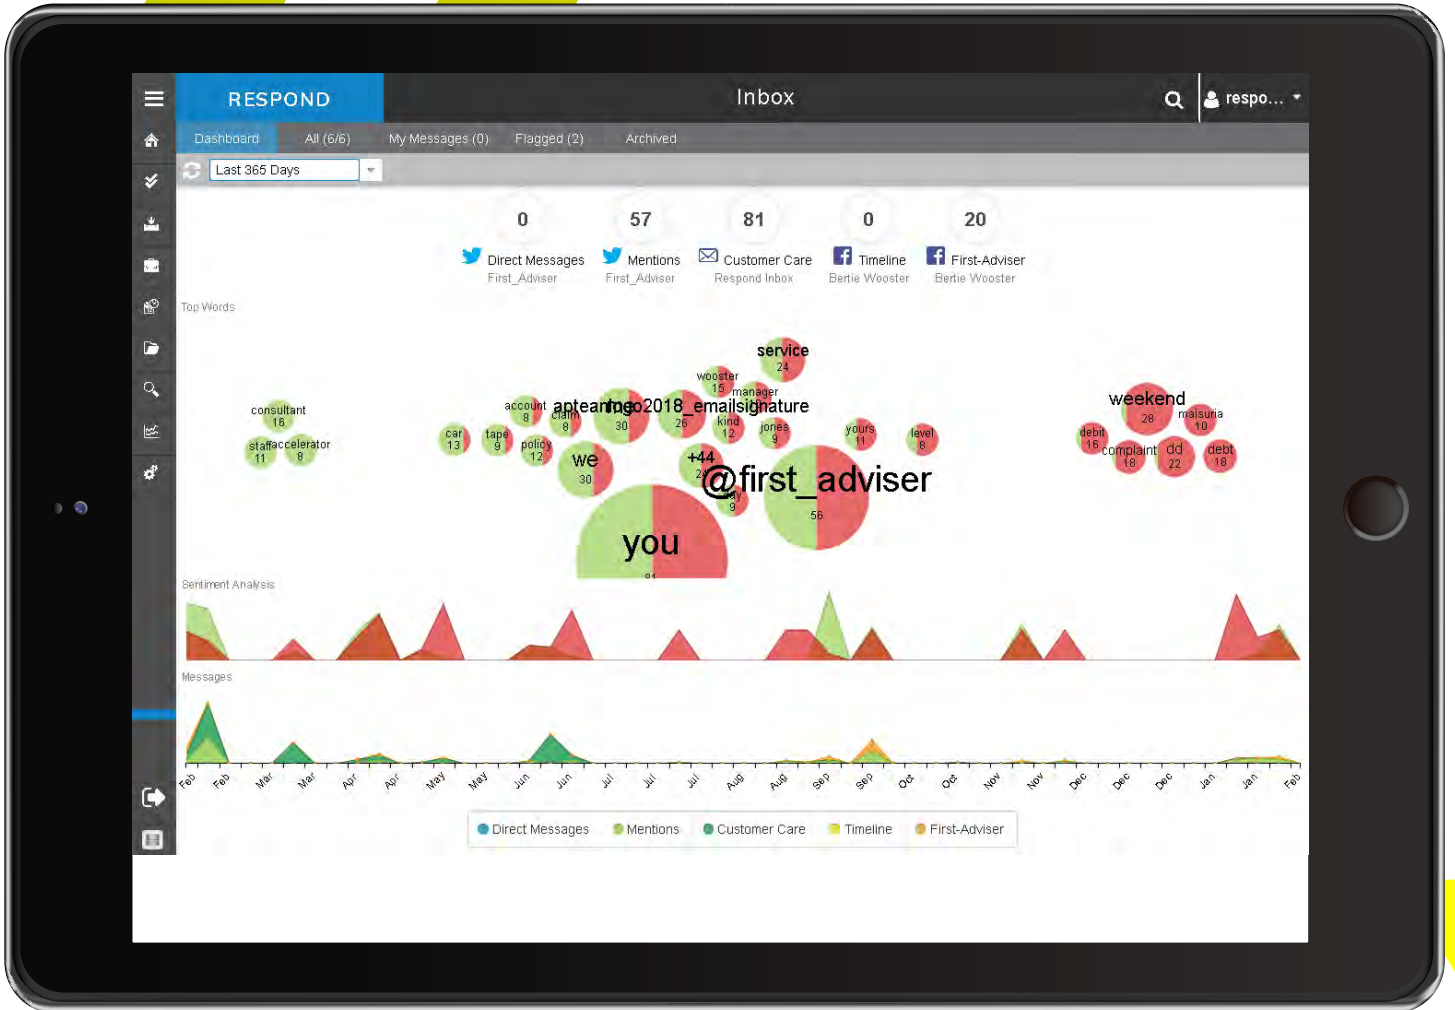 RESPOND
Inbox
respo...
Dashboard All (6/6) My Messages (0) Flagged (2) Archived
Last 365 Days
0 57 81 0 20
Direct Messages Mentions Customer Care Timeline First-Adviser
First_Adviser First_Adviser Respond Inbox Bertie Wooster Bertie Wooster
Top Words
service
24
wooster
15
manager
weekend
28
consultant
16
account
8
claim
8
30
apteanlogo2018_emailsignature
26
kind
12
jones
9
yours
11
level
8
malsuria
10
debit
16
staff
11
accelerator
8
car
13
tape
9
policy
12
we
30
+44
complaint
18
dd
22
debt
18
@first_adviser
56
9
you
81
Sentiment Analysis
Messages
Feb Feb Mar Mar Apr Apr May May Jun Jun Jul Jul Jul Aug Aug Sep Sep Oct Oct Nov Nov Dec Dec Dec Jan Jan Feb
Direct Messages Mentions Customer Care Timeline First-Adviser